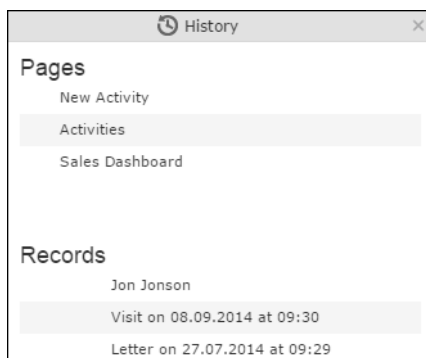 History
Pages
New Activity
Activities
Sales Dashboard
Records
Jon Jonson
Visit on 08.09.2014 at 09:30
Letter on 27.07.2014 at 09:29